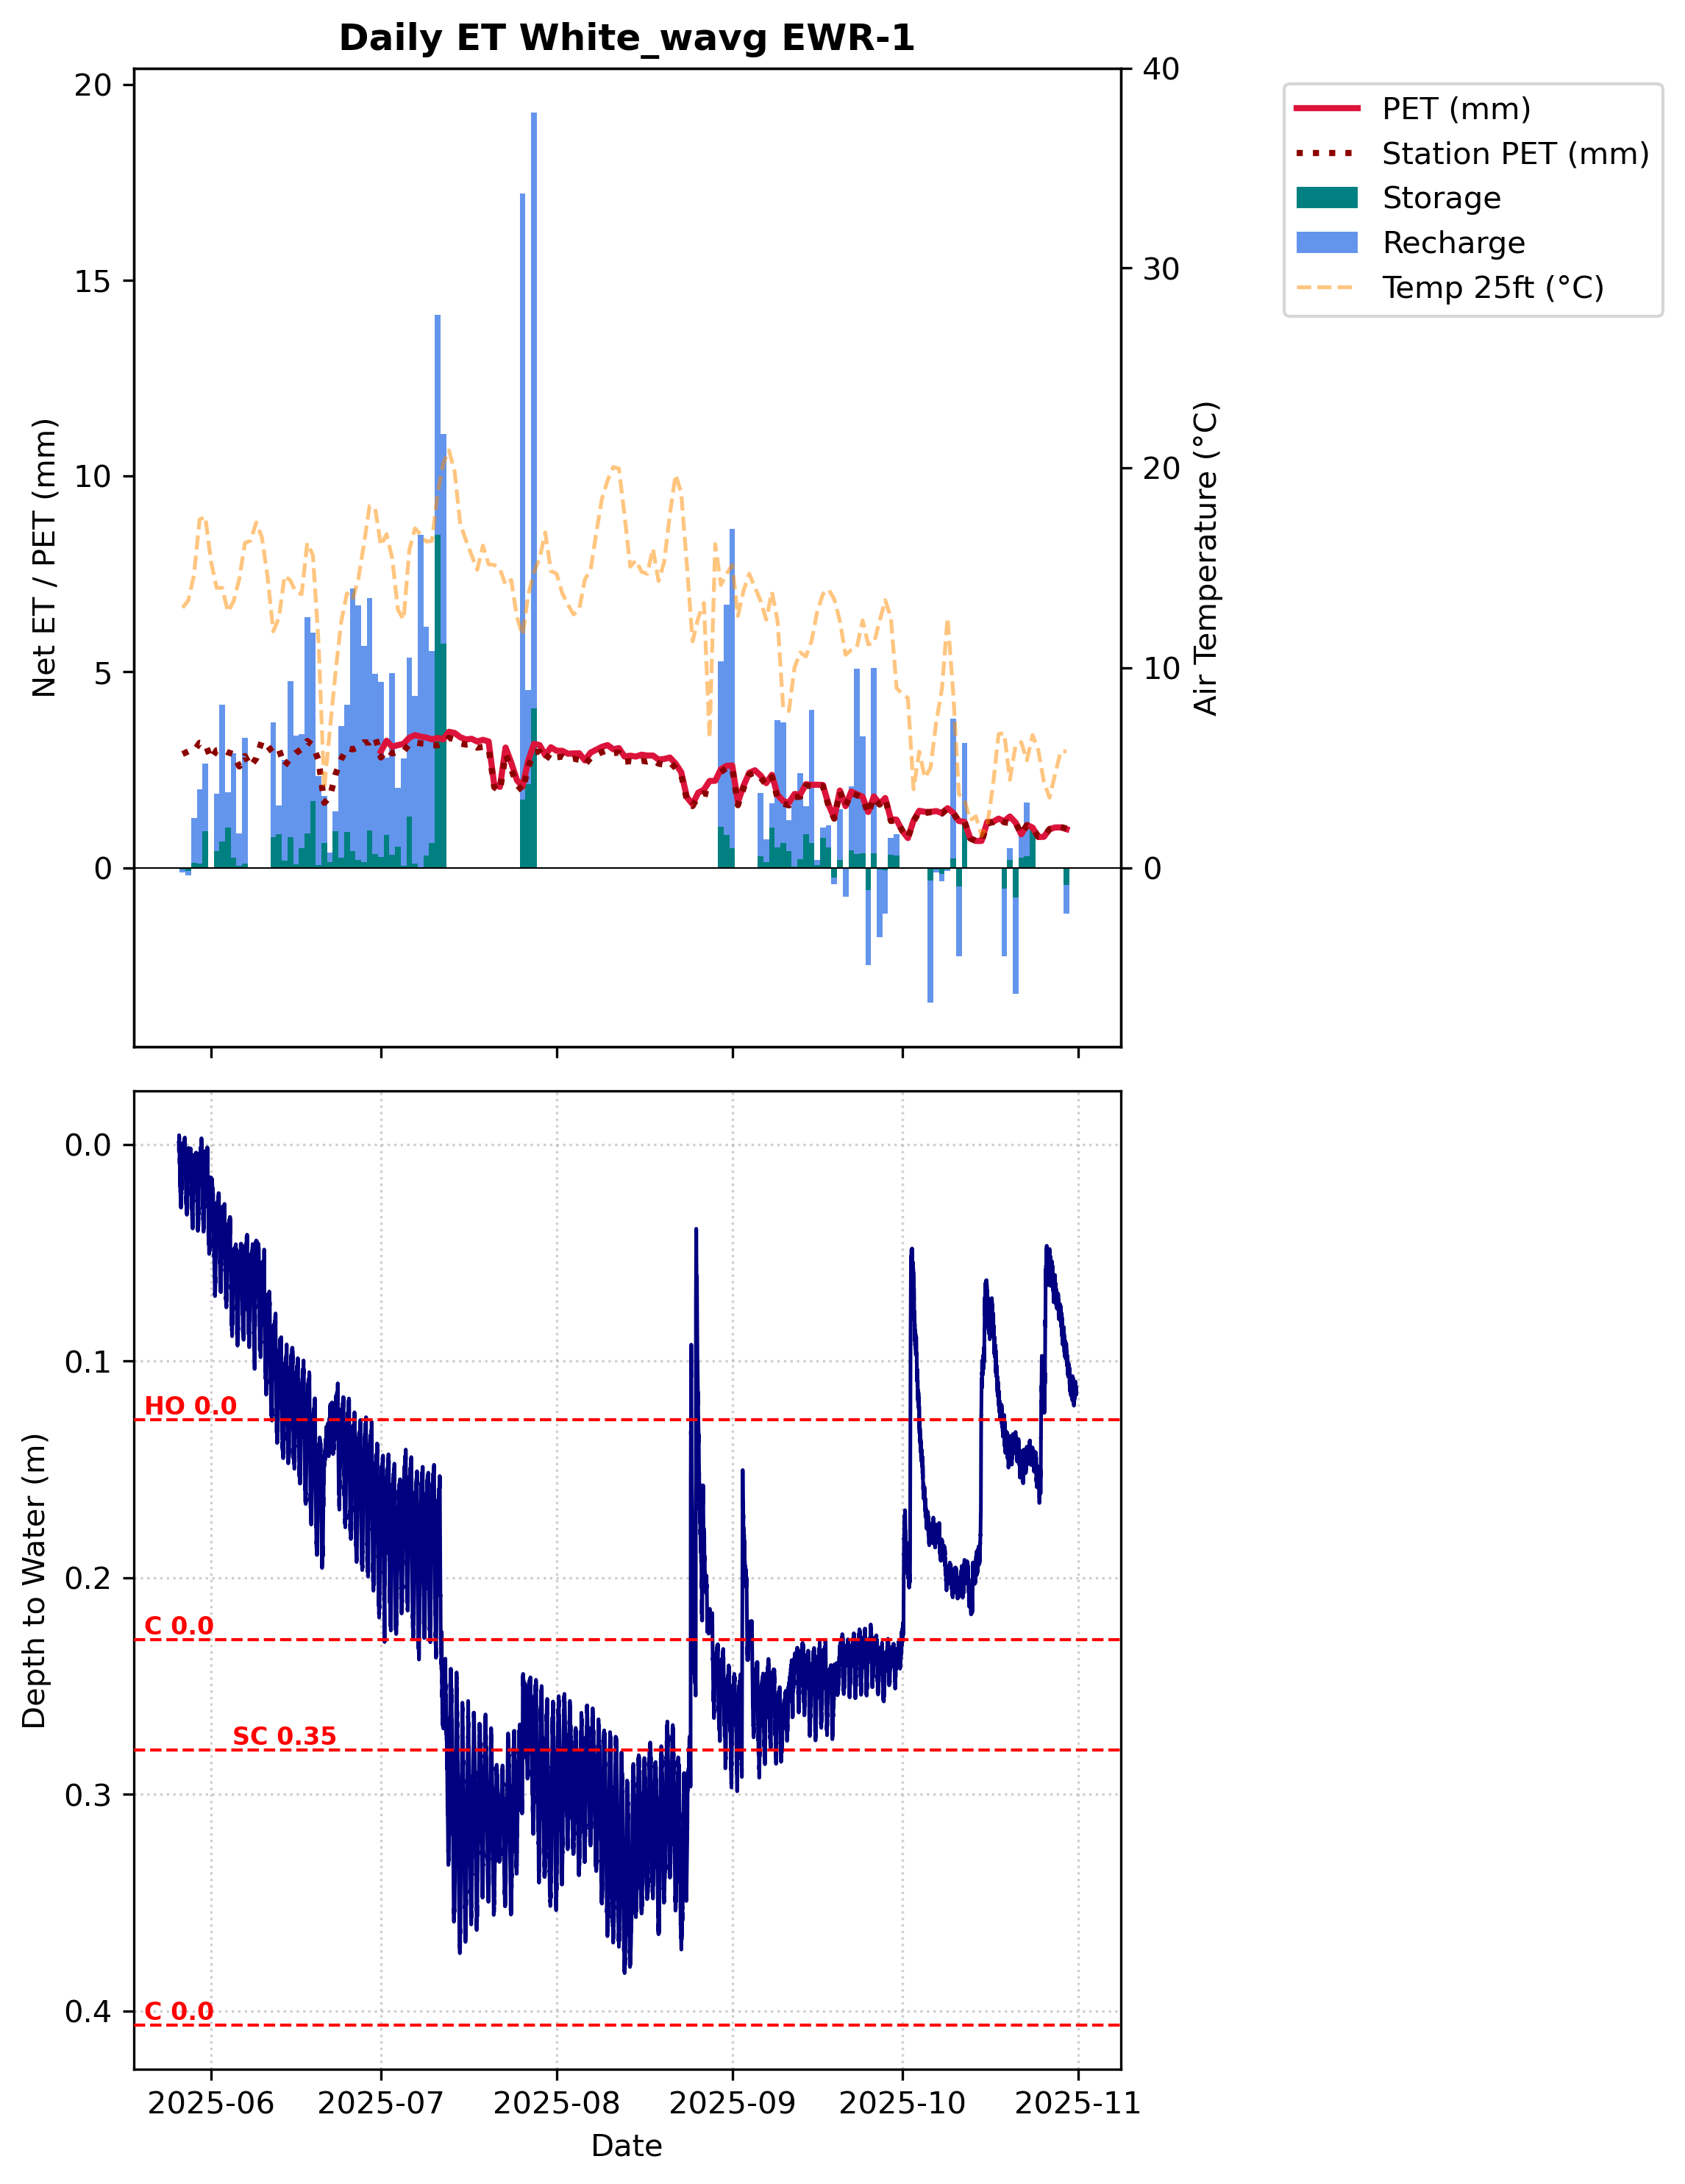 Daily ET White_wavg EWR-1
20
15
10
5
0
Net ET / PET (mm)
40
30
20
10
0
Air Temperature (°C)
PET (mm)
Station PET (mm)
Storage
Recharge
Temp 25ft (°C)
0.0
0.1
0.2
0.3
0.4
Depth to Water (m)
HO 0.0
C 0.0
SC 0.35
C 0.0
2025-06 2025-07 2025-08 2025-09 2025-10 2025-11
Date